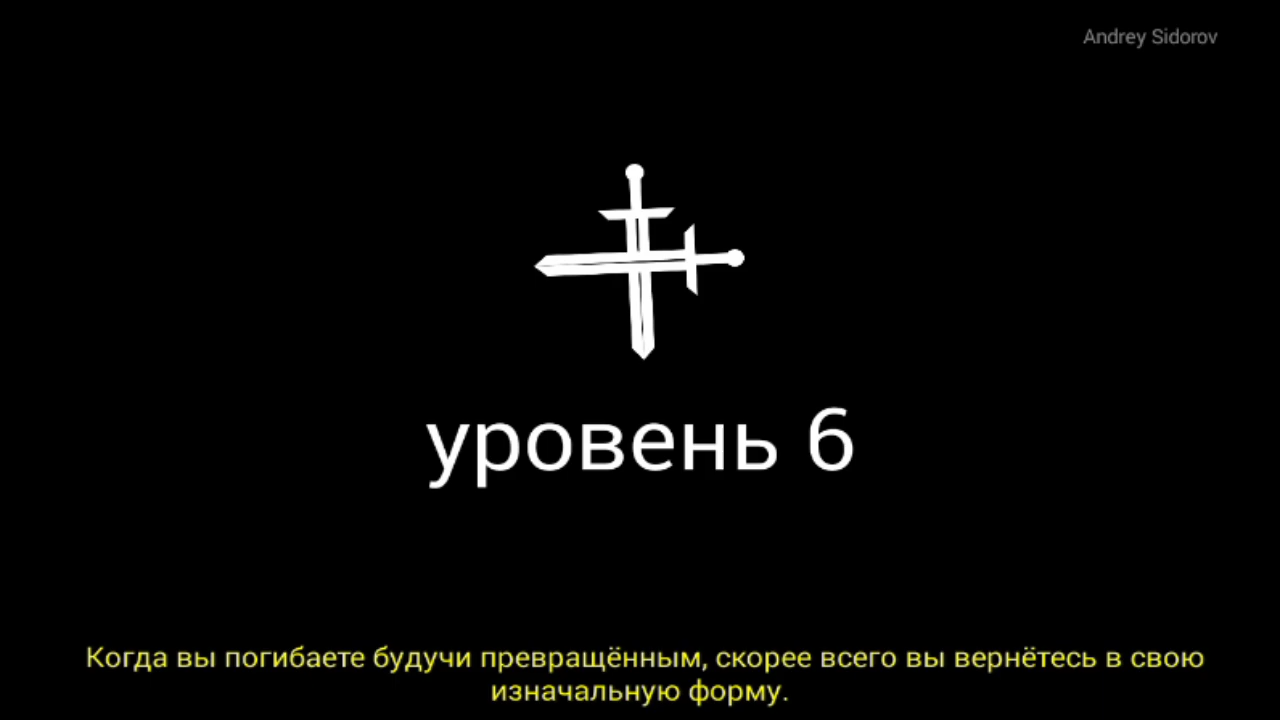 Andrey Sidorov
уровень 6
Когда вы погибаете будучи превращённым, скорее всего вы вернётесь в свою
изначальную форму.